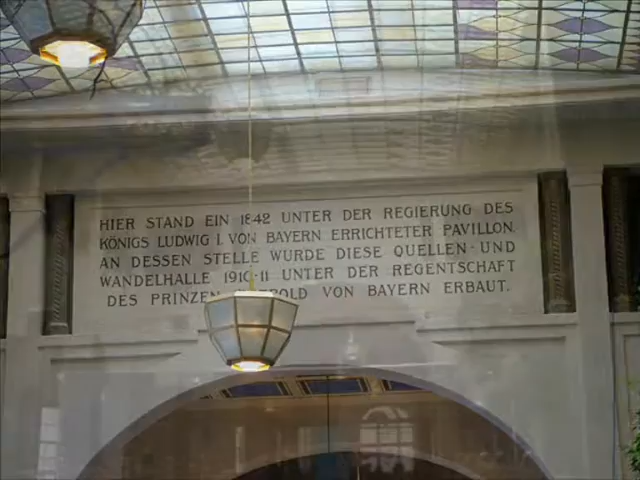 HIER STAND EIN 1842 UNTER DER REGIERUNG DES
KÖNIGS LUDWIG I. VON BAYERN ERRICHTETER PAVILLON.
AN DESSEN STELLE WURDE DIESE QUELLEN- UND
WANDELHALLE 1910-11 UNTER DER REGENTSCHAFT
DES PRINZEN VON BAYERN ERBAUT.